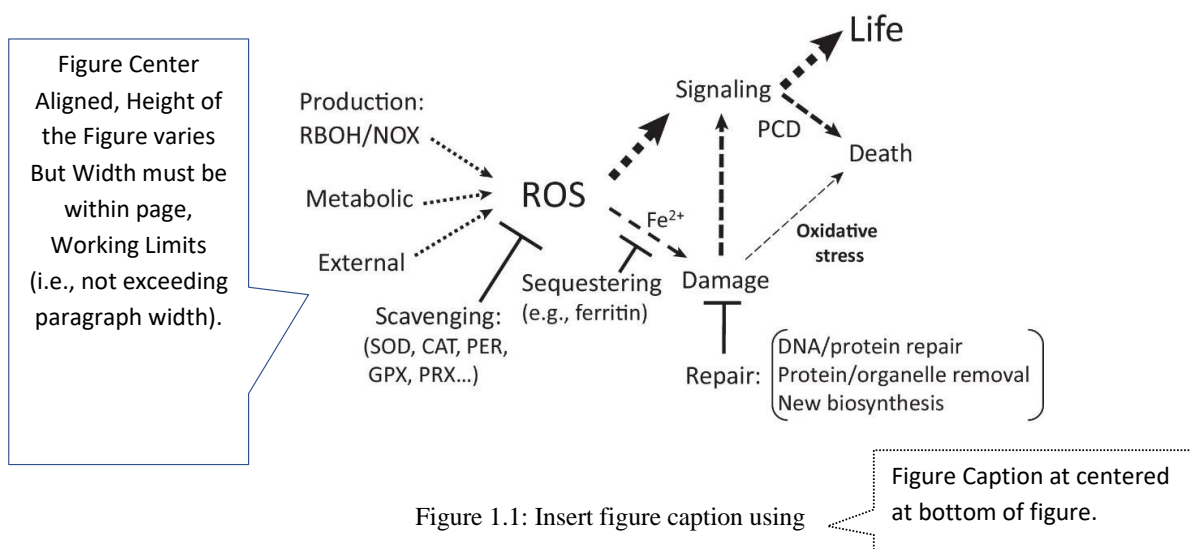 Figure Center
Aligned, Height of
the Figure varies
But Width must be
within page,
Working Limits
(i.e., not exceeding
paragraph width).
Life
Signaling
PCD
Death
Production:
RBOH/NOX
Metabolic
External
ROS
Fe²⁺
Oxidative
stress
Damage
Sequestering
(e.g., ferritin)
Scavenging:
(SOD, CAT, PER,
GPX, PRX...)
Repair:
DNA/protein repair
Protein/organelle removal
New biosynthesis
Figure Caption at centered
at bottom of figure.
Figure 1.1: Insert figure caption using